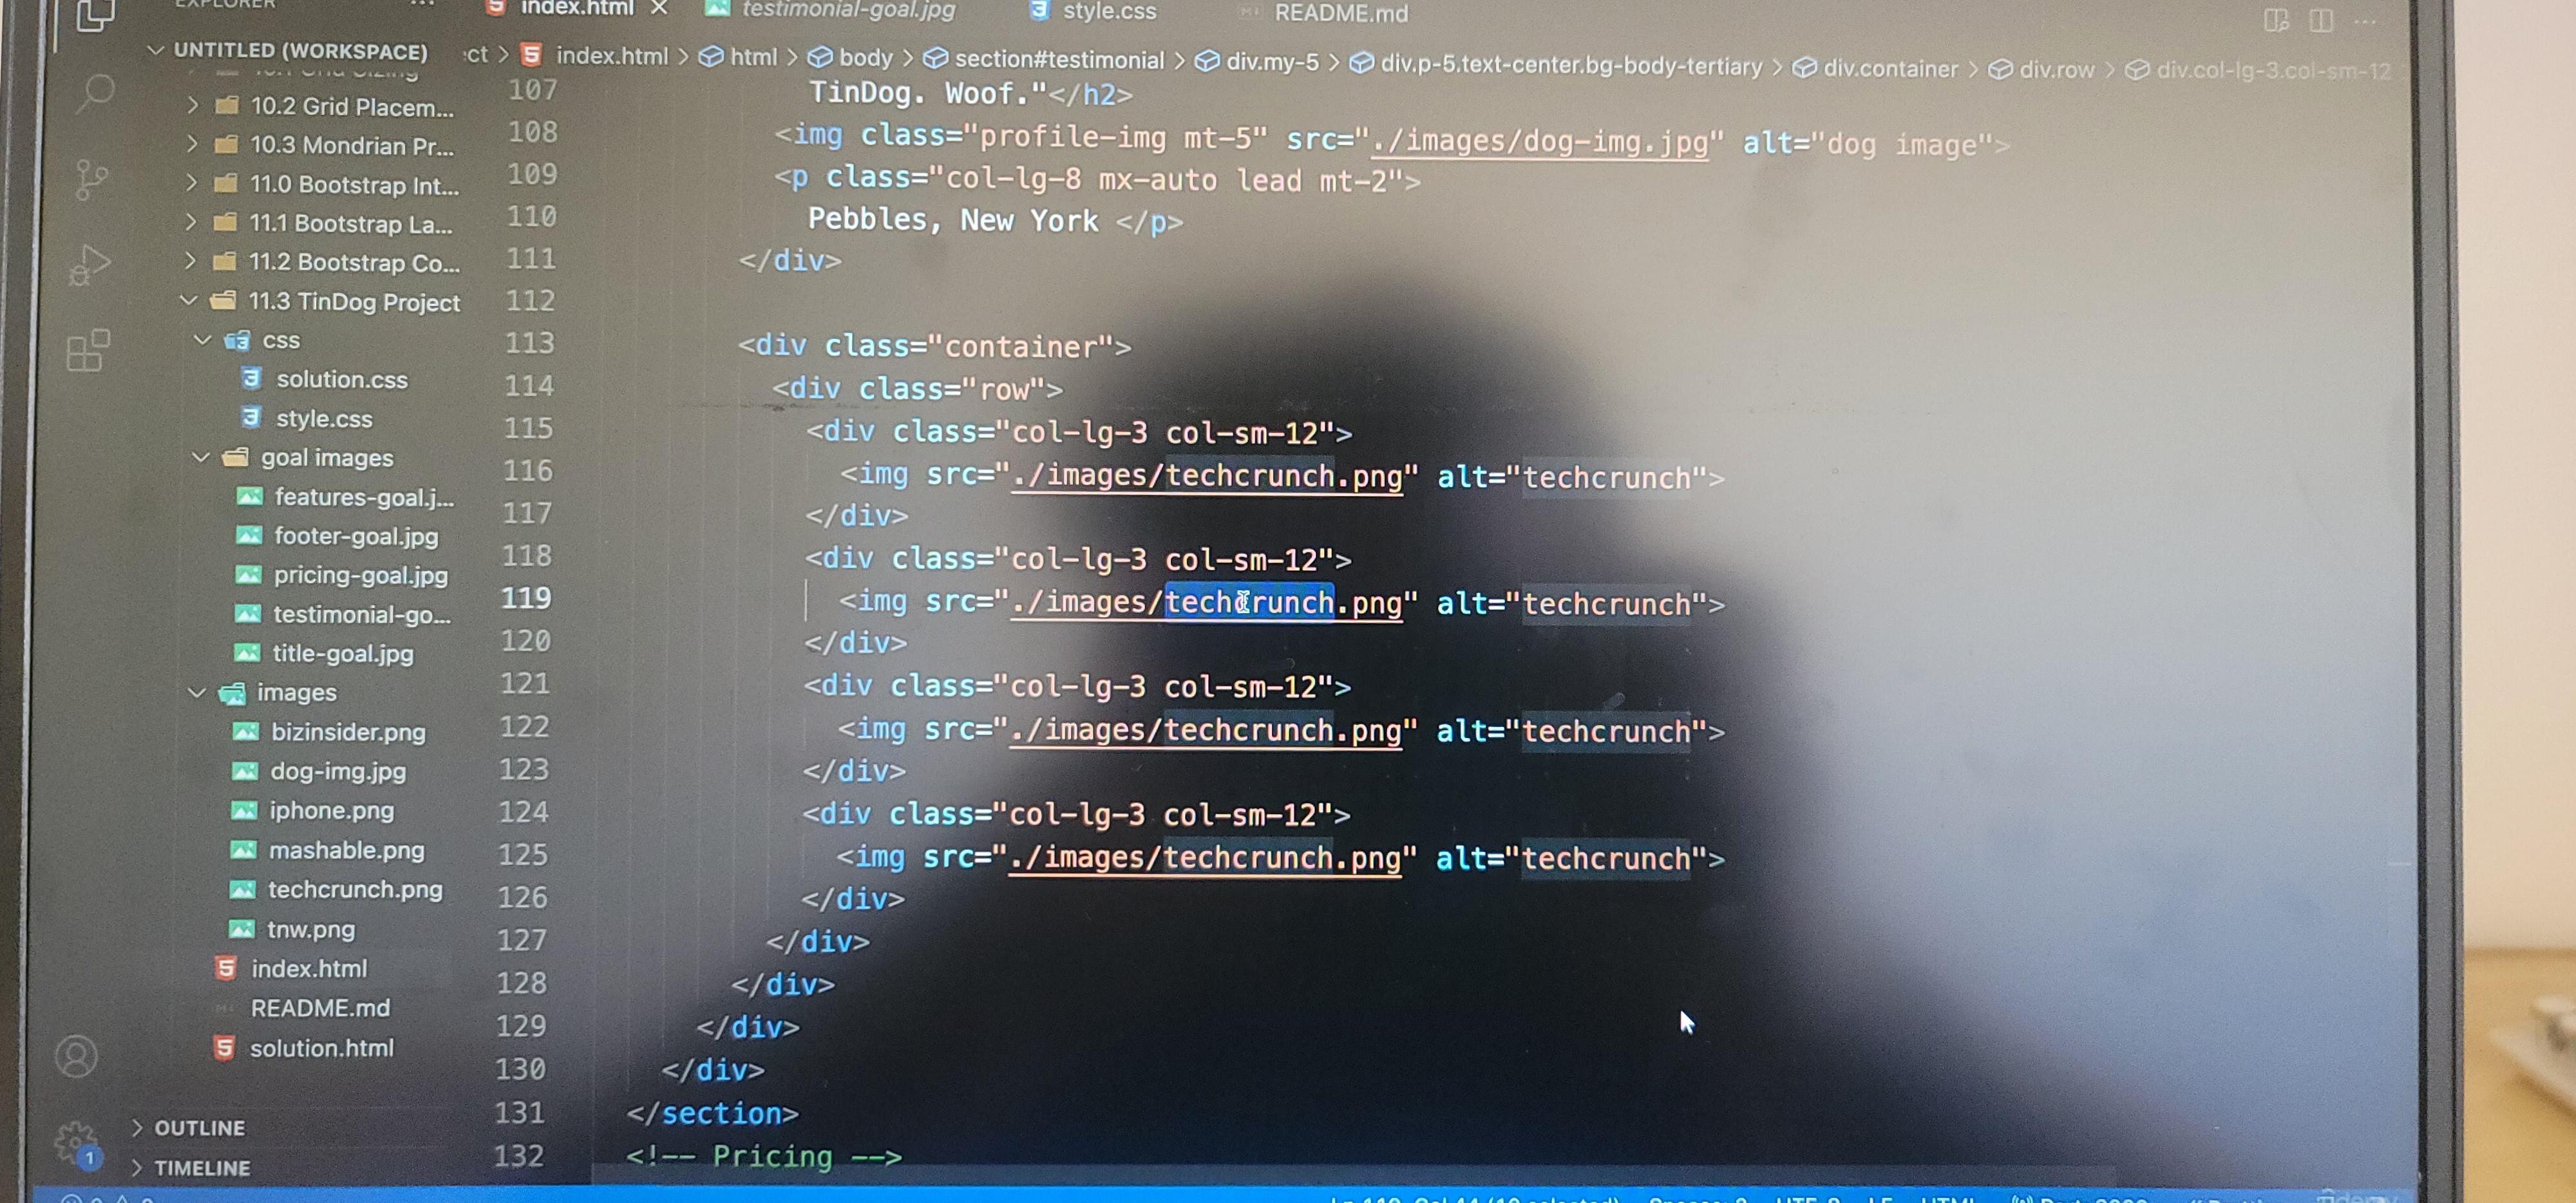 index.html
testimonial-goal.jpg
style.css
README.md
UNTITLED (WORKSPACE)
ct > index.html > html > body > section#testimonial > div.my-5 > div.p-5.text-center.bg-body-tertiary > div.container > div.row > div.col-lg-3.col-sm-12
10.2 Grid Placem...
10.3 Mondrian Pr...
11.0 Bootstrap Int...
11.1 Bootstrap La...
11.2 Bootstrap Co...
11.3 TinDog Project
css
solution.css
style.css
goal images
features-goal.j...
footer-goal.jpg
pricing-goal.jpg
testimonial-go...
title-goal.jpg
images
bizinsider.png
dog-img.jpg
iphone.png
mashable.png
techcrunch.png
tnw.png
index.html
README.md
solution.html
OUTLINE
1
TIMELINE
107 TinDog. Woof."</h2>
108 <img class="profile-img mt-5" src="./images/dog-img.jpg" alt="dog image">
109 <p class="col-lg-8 mx-auto lead mt-2">
110 Pebbles, New York </p>
111 </div>
112
113 <div class="container">
114 <div class="row">
115 <div class="col-lg-3 col-sm-12">
116 <img src="./images/techcrunch.png" alt="techcrunch">
117 </div>
118 <div class="col-lg-3 col-sm-12">
119 <img src="./images/techcrunch.png" alt="techcrunch">
120 </div>
121 <div class="col-lg-3 col-sm-12">
122 <img src="./images/techcrunch.png" alt="techcrunch">
123 </div>
124 <div class="col-lg-3 col-sm-12">
125 <img src="./images/techcrunch.png" alt="techcrunch">
126 </div>
127 </div>
128 </div>
129 </div>
130 </div>
131 </section>
132 <!-- Pricing -->